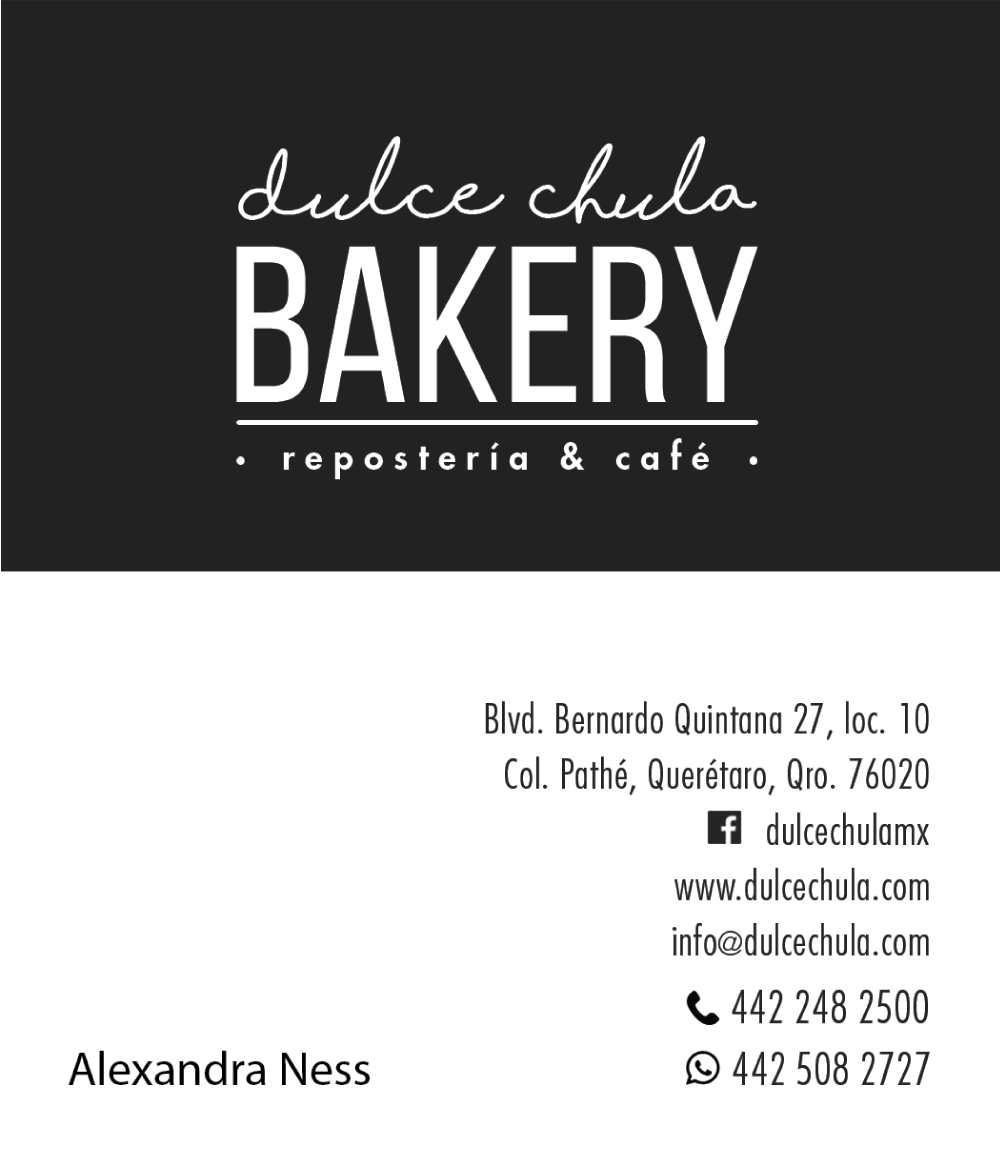 dulce chula
BAKERY
• repostería & café •
Blvd. Bernardo Quintana 27, loc. 10
Col. Pathé, Querétaro, Qro. 76020
dulcechulamx
www.dulcechula.com
info@dulcechula.com
442 248 2500
Alexandra Ness
442 508 2727